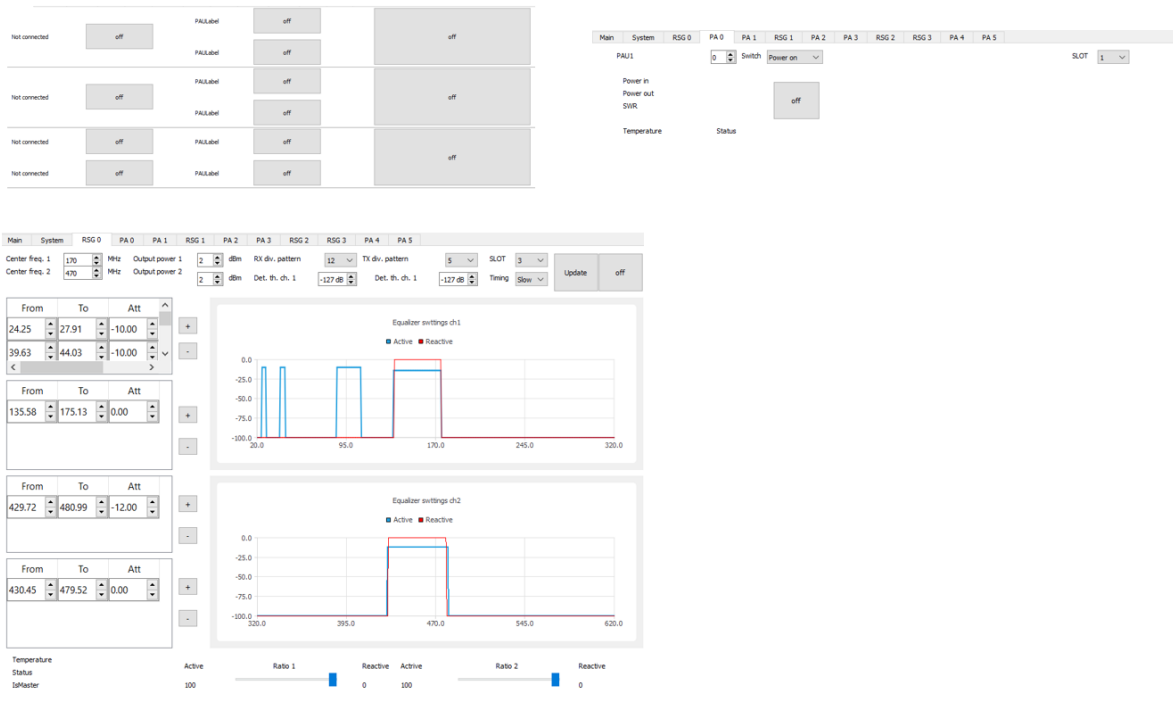 PAULabel off
Not connected off off
PAULabel off
PAULabel off
Not connected off off
PAULabel off
Not connected off PAULabel off
off
Not connected off PAULabel off
Main System RSG 0 PA 0 PA 1 RSG 1 PA 2 PA 3 RSG 2 RSG 3 PA 4 PA 5
PAU1 0 Switch Power on SLOT 1
Power in
Power out off
SWR
Temperature Status
Main System RSG 0 PA 0 PA 1 RSG 1 PA 2 PA 3 RSG 2 RSG 3 PA 4 PA 5
Center freq. 1 170 MHz Output power 1 2 dBm RX div. pattern 12 TX div. pattern 5 SLOT 3 Update off
Center freq. 2 470 MHz Output power 2 2 dBm Det. th. ch. 1 -127 dB Det. th. ch. 1 -127 dB Timing Slow
From To Att
24.25 27.91 -10.00 +
39.63 44.03 -10.00 -
From To Att
135.58 175.13 0.00 +
-
Equalizer swttings ch1
Active Reactive
0.0
-25.0
-50.0
-75.0
-100.0
20.0 95.0 170.0 245.0 320.0
From To Att
429.72 480.99 -12.00 +
-
From To Att
430.45 479.52 0.00 +
-
Equalizer swttings ch2
Active Reactive
0.0
-25.0
-50.0
-75.0
-100.0
320.0 395.0 470.0 545.0 620.0
Temperature
Status
IsMaster
Active Ratio 1 Reactive Actrive Ratio 2 Reactive
100 0 100 0